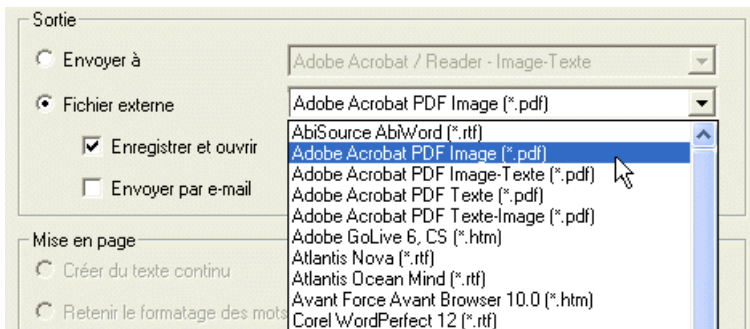 Sortie
Envoyer à
Adobe Acrobat / Reader - Image-Texte
Fichier externe
Adobe Acrobat PDF Image (*.pdf)
Enregistrer et ouvrir
Envoyer par e-mail
AbiSource AbiWord (*.rtf)
Adobe Acrobat PDF Image (*.pdf)
Adobe Acrobat PDF Image-Texte (*.pdf)
Adobe Acrobat PDF Texte (*.pdf)
Adobe Acrobat PDF Texte-Image (*.pdf)
Adobe GoLive 6, CS (*.htm)
Atlantis Nova (*.rtf)
Atlantis Ocean Mind (*.rtf)
Avant Force Avant Browser 10.0 (*.htm)
Corel WordPerfect 12 (*.rtf)
Mise en page
Créer du texte continu
Retenir le formatage des mots